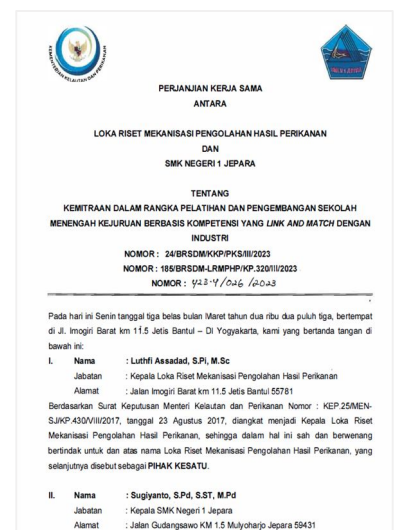 KEMENTERIAN KELAUTAN DAN PERIKANAN
PERJANJIAN KERJA SAMA
ANTARA
LOKA RISET MEKANISASI PENGOLAHAN HASIL PERIKANAN
DAN
SMK NEGERI 1 JEPARA
TENTANG
KEMITRAAN DALAM RANGKA PELATIHAN DAN PENGEMBANGAN SEKOLAH
MENENGAH KEJURUAN BERBASIS KOMPETENSI YANG LINK AND MATCH DENGAN
INDUSTRI
NOMOR : 24/BRSDM/KKP/PKS/III/2023
NOMOR : 185/BRSDM-LRMPHP/KP.320/III/2023
NOMOR : 423.4/026/2023
Pada hari ini Senin tanggal tiga belas bulan Maret tahun dua ribu dua puluh tiga, bertempat
di Jl. Imogiri Barat km 11.5 Jetis Bantul – DI Yogyakarta, kami yang bertanda tangan di
bawah ini:
I. Nama : Luthfi Assadad, S.Pi, M.Sc
Jabatan : Kepala Loka Riset Mekanisasi Pengolahan Hasil Perikanan
Alamat : Jalan Imogiri Barat km 11.5 Jetis Bantul 55781
Berdasarkan Surat Keputusan Menteri Kelautan dan Perikanan Nomor : KEP.25/MEN-
SJ/KP.430/VIII/2017, tanggal 23 Agustus 2017, diangkat menjadi Kepala Loka Riset
Mekanisasi Pengolahan Hasil Perikanan, sehingga dalam hal ini sah dan berwenang
bertindak untuk dan atas nama Loka Riset Mekanisasi Pengolahan Hasil Perikanan, yang
selanjutnya disebut sebagai PIHAK KESATU.
II. Nama : Sugiyanto, S.Pd, S.ST, M.Pd
Jabatan : Kepala SMK Negeri 1 Jepara
Alamat : Jalan Gudangsawo KM 1.5 Mulyoharjo Jepara 59431